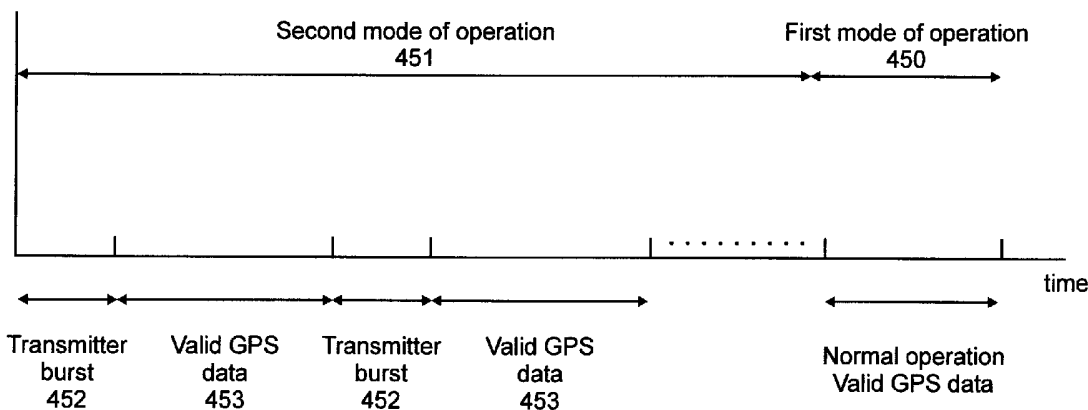 Second mode of operation
451
First mode of operation
450
time
Transmitter
burst
452
Valid GPS
data
453
Transmitter
burst
452
Valid GPS
data
453
Normal operation
Valid GPS data